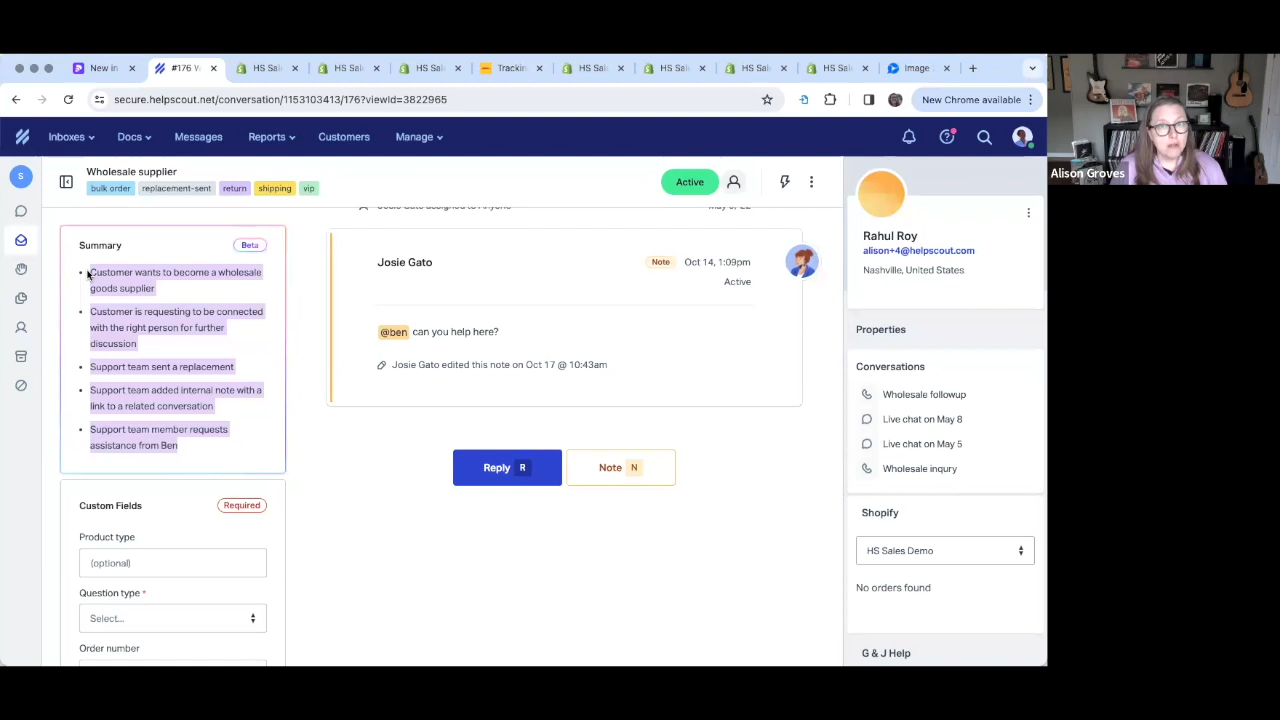 New in
#176 W
HS Sal
HS Sal
HS Sal
Trackin
HS Sal
HS Sal
HS Sal
HS Sal
Image
secure.helpscout.net/conversation/1153103413/176?viewId=3822965
New Chrome available
Inboxes
Docs
Messages
Reports
Customers
Manage
Alison Groves
S
Wholesale supplier
bulk order
replacement-sent
return
shipping
vip
Active
Josie Gato assigned to Anyone
Summary
Beta
Customer wants to become a wholesale
goods supplier
Customer is requesting to be connected
with the right person for further
discussion
Support team sent a replacement
Support team added internal note with a
link to a related conversation
Support team member requests
assistance from Ben
Custom Fields
Required
Product type
(optional)
Question type *
Select...
Order number
Josie Gato
Note
Oct 14, 1:09pm
Active
@ben can you help here?
Josie Gato edited this note on Oct 17 @ 10:43am
Reply R
Note N
Rahul Roy
alison+4@helpscout.com
Nashville, United States
Properties
Conversations
Wholesale followup
Live chat on May 8
Live chat on May 5
Wholesale inqury
Shopify
HS Sales Demo
No orders found
G & J Help